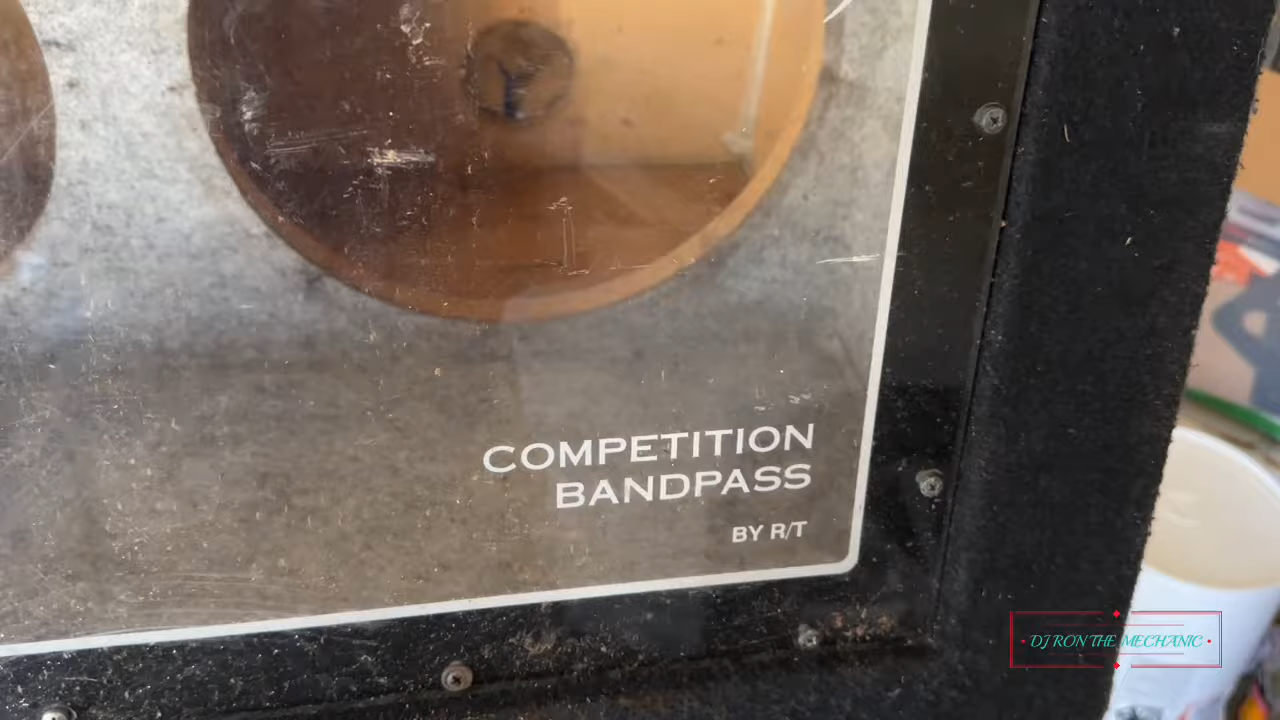 COMPETITION
BANDPASS
BY R/T
DJ RON THE MECHANIC